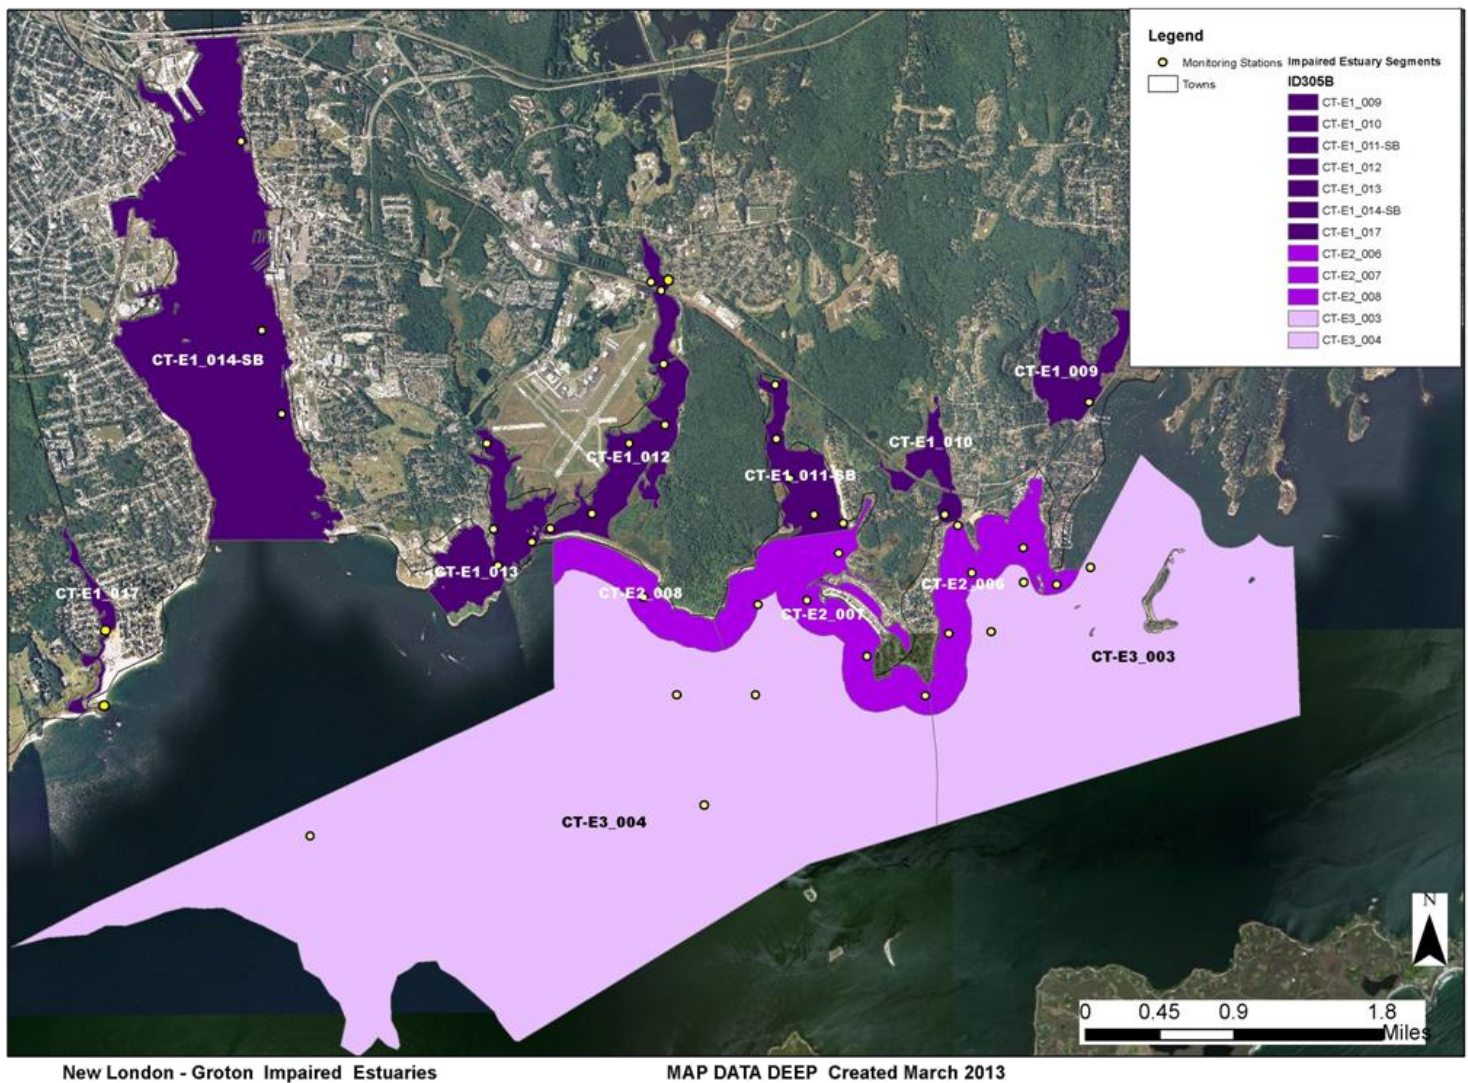 Legend
Monitoring Stations
Towns
Impaired Estuary Segments
ID305B
CT-E1_009
CT-E1_010
CT-E1_011-SB
CT-E1_012
CT-E1_013
CT-E1_014-SB
CT-E1_017
CT-E2_006
CT-E2_007
CT-E2_008
CT-E3_003
CT-E3_004
CT-E1_014-SB
CT-E1_009
CT-E1_010
CT-E1_012
CT-E1_011-SB
CT-E1_013
CT-E2_006
CT-E1_017
CT-E2_008
CT-E2_007
CT-E3_003
CT-E3_004
N
0 0.45 0.9 1.8
Miles
New London - Groton Impaired Estuaries
MAP DATA DEEP Created March 2013